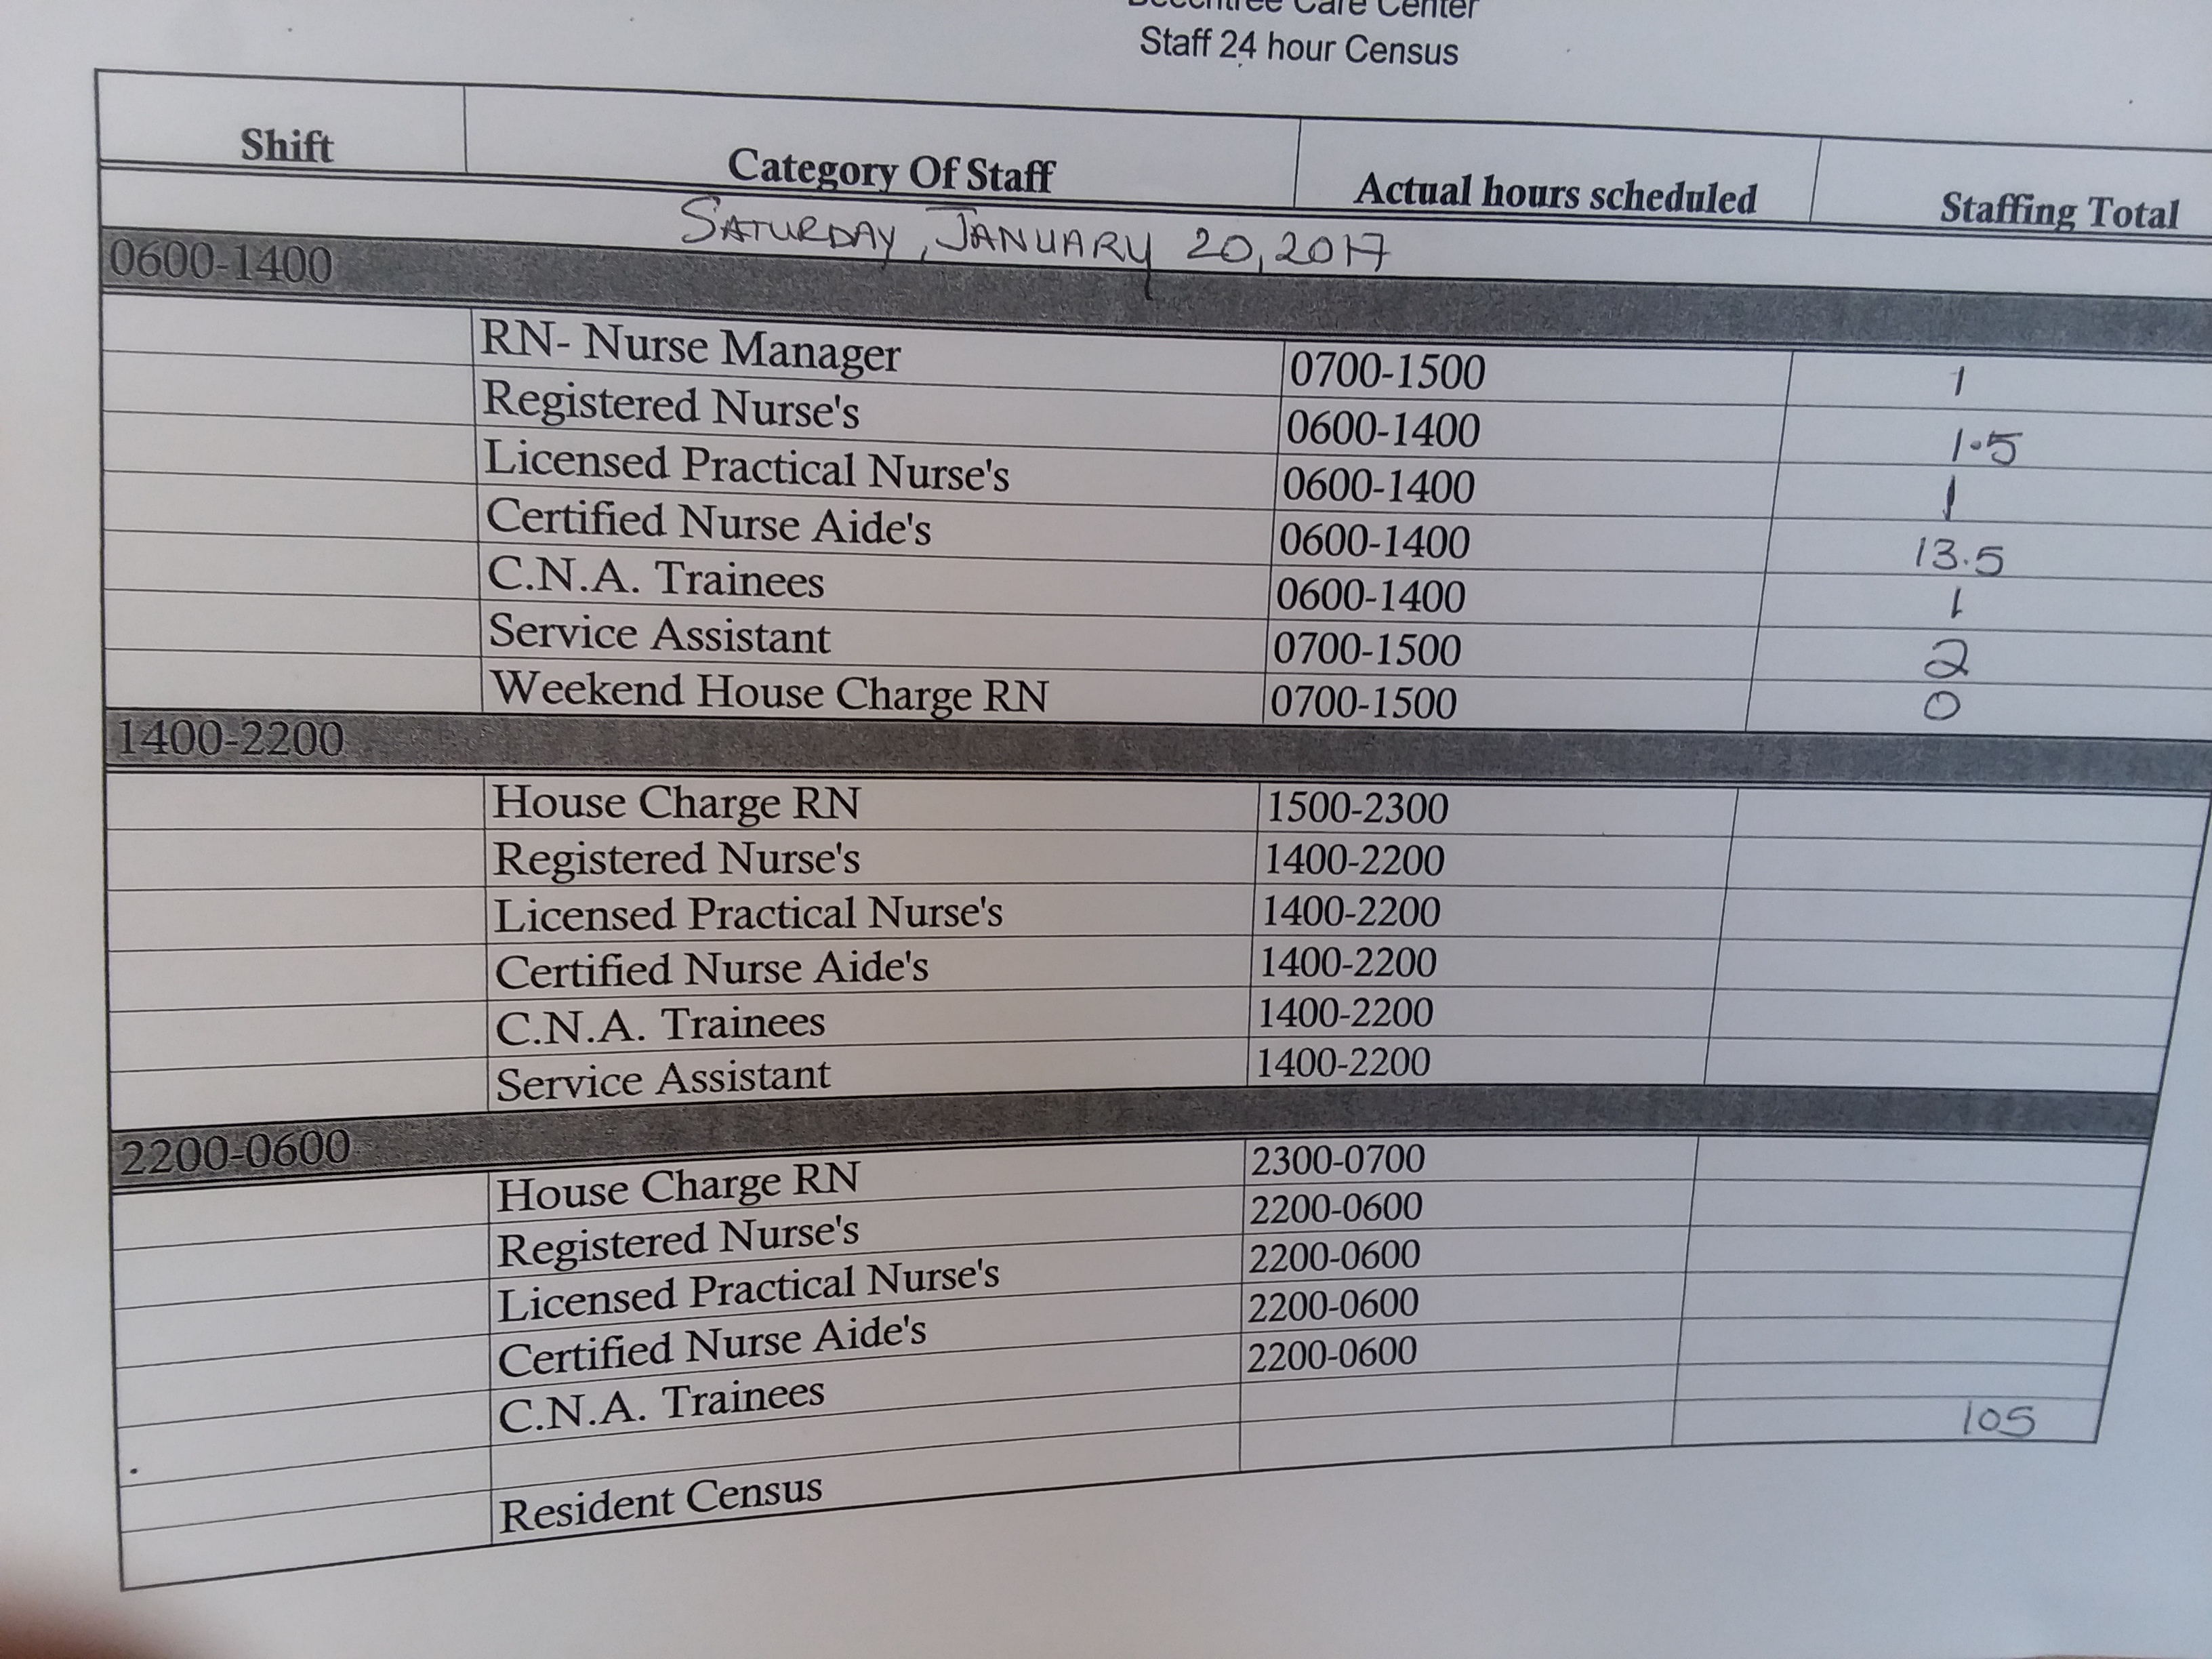 Beechtree Care Center
Staff 24 hour Census
Shift Category Of Staff Actual hours scheduled Staffing Total
SATURDAY, JANUARY 20, 2017
0600-1400
RN- Nurse Manager 0700-1500 1
Registered Nurse's 0600-1400 1.5
Licensed Practical Nurse's 0600-1400 1
Certified Nurse Aide's 0600-1400 13.5
C.N.A. Trainees 0600-1400 1
Service Assistant 0700-1500 2
Weekend House Charge RN 0700-1500 0
1400-2200
House Charge RN 1500-2300
Registered Nurse's 1400-2200
Licensed Practical Nurse's 1400-2200
Certified Nurse Aide's 1400-2200
C.N.A. Trainees 1400-2200
Service Assistant 1400-2200
2200-0600
House Charge RN 2300-0700
Registered Nurse's 2200-0600
Licensed Practical Nurse's 2200-0600
Certified Nurse Aide's 2200-0600
C.N.A. Trainees 2200-0600
Resident Census 105